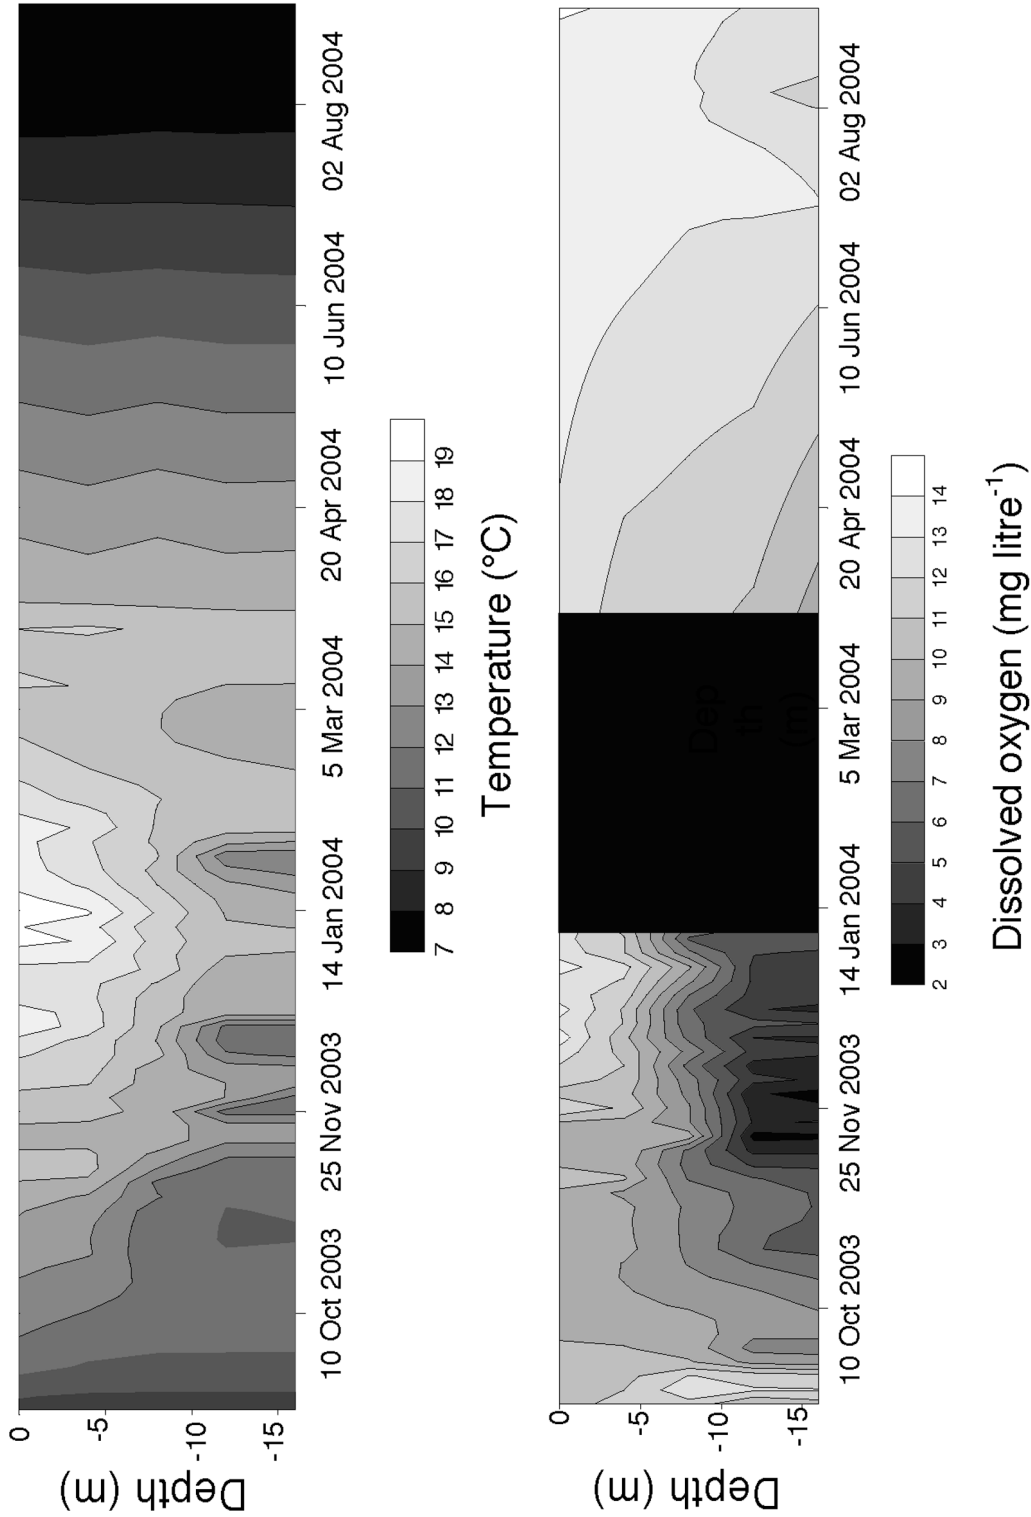 0
-5
-10
-15
Depth (m)
10 Oct 2003
25 Nov 2003
14 Jan 2004
5 Mar 2004
20 Apr 2004
10 Jun 2004
02 Aug 2004
7 8 9 10 11 12 13 14 15 16 17 18 19
Temperature (°C)
0
-5
-10
-15
Depth (m)
Dep
th
(m)
10 Oct 2003
25 Nov 2003
14 Jan 2004
5 Mar 2004
20 Apr 2004
10 Jun 2004
02 Aug 2004
2 3 4 5 6 7 8 9 10 11 12 13 14
Dissolved oxygen (mg litre⁻¹)